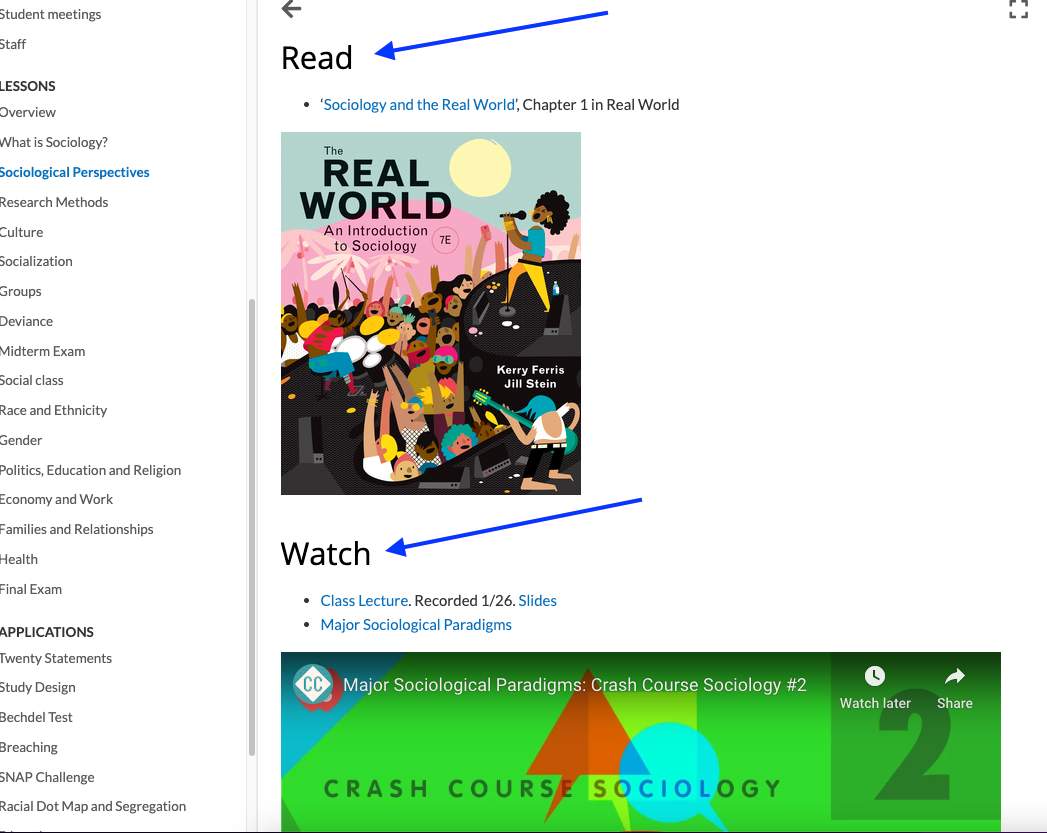 Student meetings
Staff
LESSONS
Overview
What is Sociology?
Sociological Perspectives
Research Methods
Culture
Socialization
Groups
Deviance
Midterm Exam
Social class
Race and Ethnicity
Gender
Politics, Education and Religion
Economy and Work
Families and Relationships
Health
Final Exam
APPLICATIONS
Twenty Statements
Study Design
Bechdel Test
Breaching
SNAP Challenge
Racial Dot Map and Segregation
Read
• ‘Sociology and the Real World’, Chapter 1 in Real World
The
REAL
WORLD
An Introduction
to Sociology
7E
Kerry Ferris
Jill Stein
Watch
• Class Lecture. Recorded 1/26. Slides
• Major Sociological Paradigms
CC
Major Sociological Paradigms: Crash Course Sociology #2
Watch later
Share
2
CRASH COURSE SOCIOLOGY